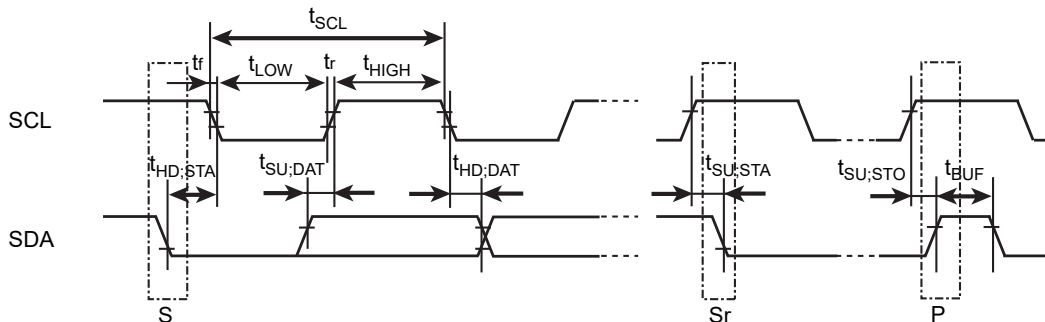 tSCL
tf tLOW tr tHIGH
SCL
tHD;STA tSU;DAT tHD;DAT tSU;STA tSU;STO tBUF
SDA
S Sr P